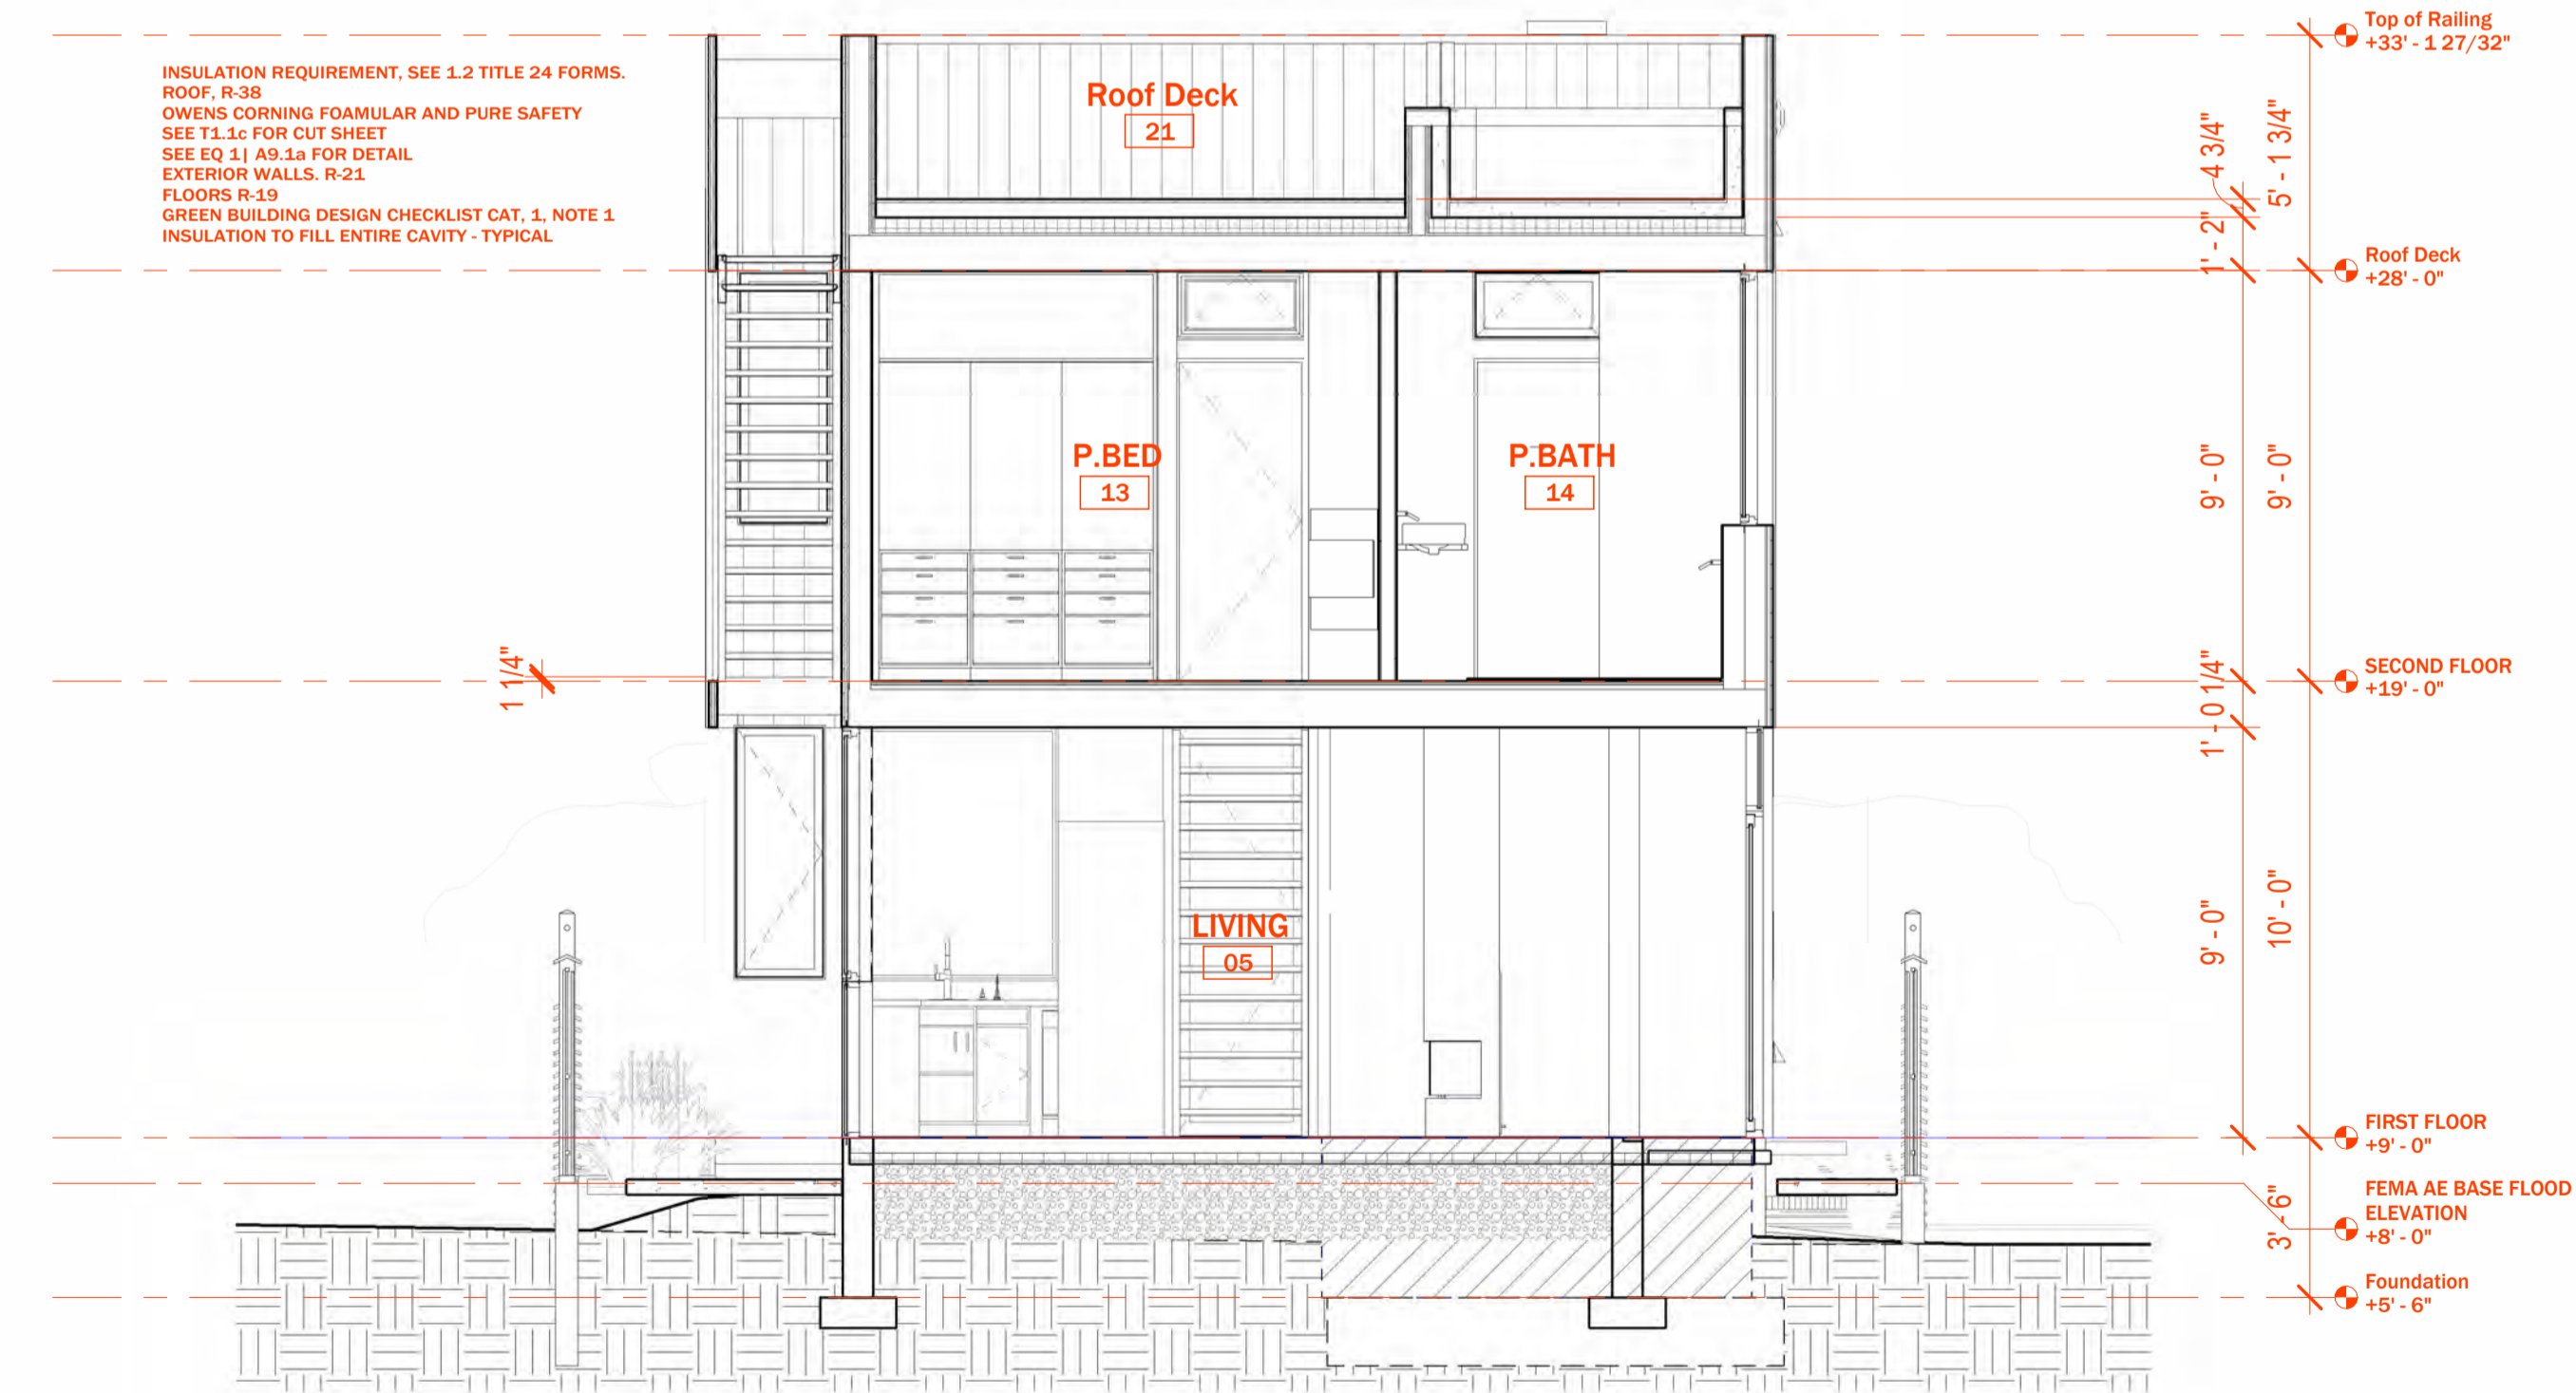 Top of Railing
+33' - 1 27/32"
INSULATION REQUIREMENT, SEE 1.2 TITLE 24 FORMS.
ROOF, R-38
OWENS CORNING FOAMULAR AND PURE SAFETY
SEE T1.1c FOR CUT SHEET
SEE EQ 1| A9.1a FOR DETAIL
EXTERIOR WALLS. R-21
FLOORS R-19
GREEN BUILDING DESIGN CHECKLIST CAT, 1, NOTE 1
INSULATION TO FILL ENTIRE CAVITY - TYPICAL
Roof Deck
21
4 3/4"
5' - 1 3/4"
1' - 2"
Roof Deck
+28' - 0"
P.BED
13
P.BATH
14
9' - 0"
9' - 0"
1 1/4"
1' - 0 1/4"
SECOND FLOOR
+19' - 0"
LIVING
05
9' - 0"
10' - 0"
FIRST FLOOR
+9' - 0"
3' - 6"
FEMA AE BASE FLOOD
ELEVATION
+8' - 0"
Foundation
+5' - 6"